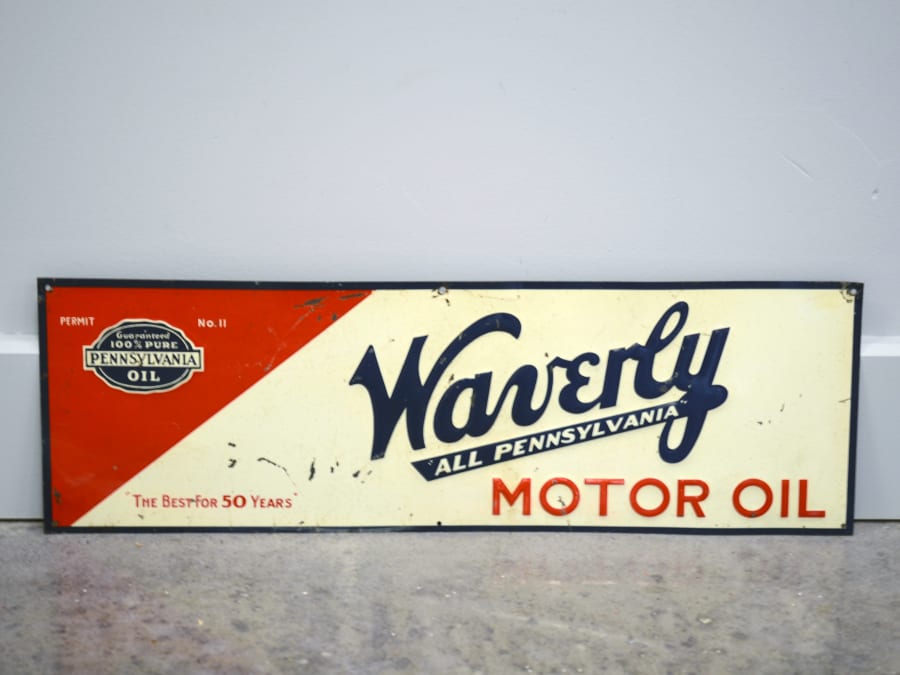 PERMIT No. 11
Guaranteed
100% PURE
PENNSYLVANIA
OIL
Waverly
"ALL PENNSYLVANIA"
MOTOR OIL
"THE BEST FOR 50 YEARS"